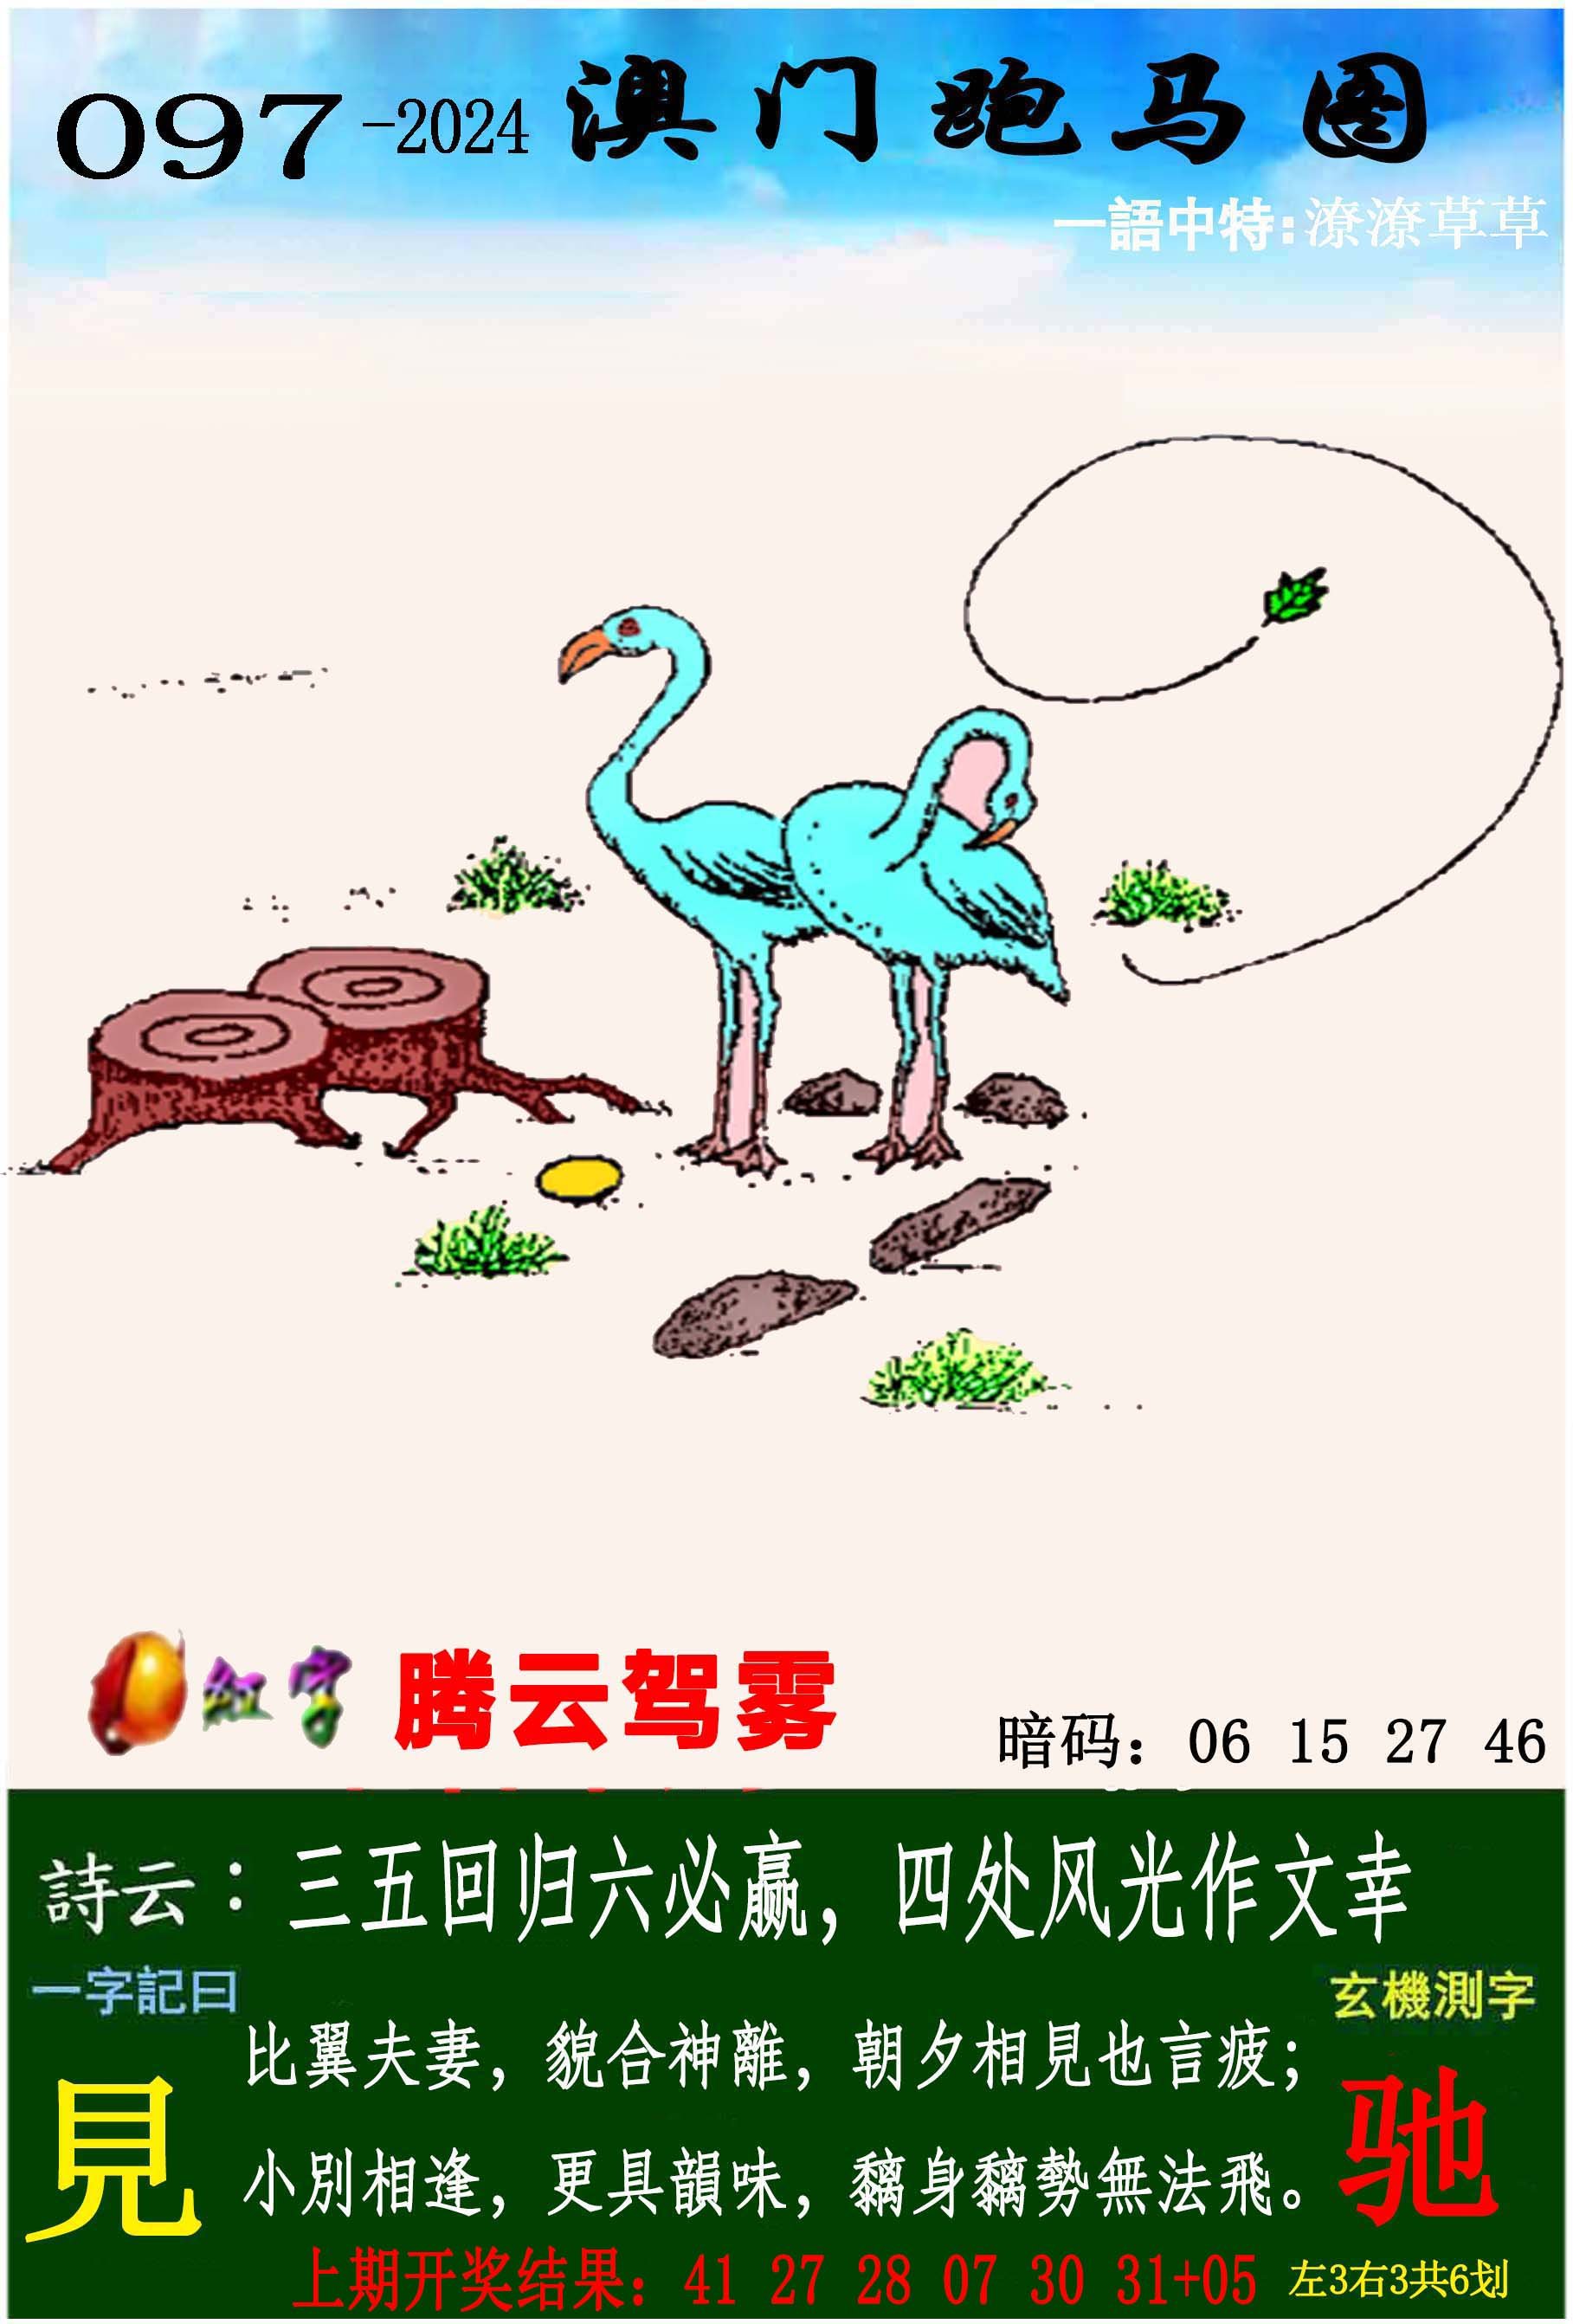 097-2024 澳门跑马图
一語中特:潦潦草草
红字 腾云驾雾
暗码: 06 15 27 46
詩云：三五回归六必赢，四处风光作文幸
一字記曰
玄機測字
比翼夫妻，貌合神離，朝夕相見也言疲；
見
驰
小別相逢，更具韻味，黐身黐勢無法飛。
上期开奖结果: 41 27 28 07 30 31+05
左3右3共6划